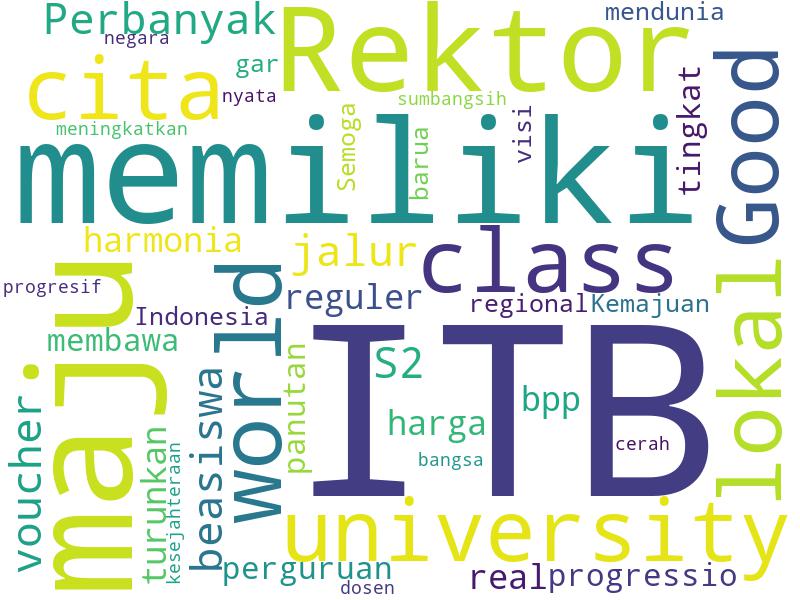 Perbanyak
negara
Rektor
mendunia
cita
gar
nyata
sumbangsih
meningkatkan
Semoga
barua
visi
tingkat
Good
memiliki
harmonia
jalur
class
progresif
maju
world
reguler
regional
Kemajuan
Indonesia
membawa
lokal
ITB
S2
panutan
harga
bpp
cerah
bangsa
voucher
turunkan
kesejahteraan
beasiswa
university
perguruan
dosen
real
progressio